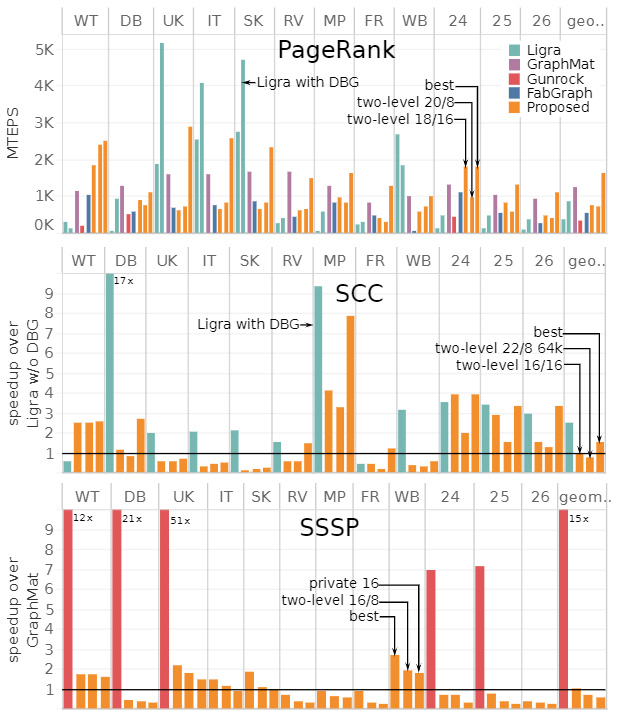 WT DB UK IT SK RV MP FR WB 24 25 26 geo..
PageRank
MTEPS
5K
4K
3K
2K
1K
0K
Ligra with DBG
best
two-level 20/8
two-level 18/16
Ligra
GraphMat
Gunrock
FabGraph
Proposed
WT DB UK IT SK RV MP FR WB 24 25 26 geo..
SCC
speedup over
Ligra w/o DBG
9
8
7
6
5
4
3
2
1
17x
Ligra with DBG
best
two-level 22/8 64k
two-level 16/16
WT DB UK IT SK RV MP FR WB 24 25 26 geom..
SSSP
speedup over
GraphMat
9
8
7
6
5
4
3
2
1
12x
21x
51x
15x
private 16
two-level 16/8
best